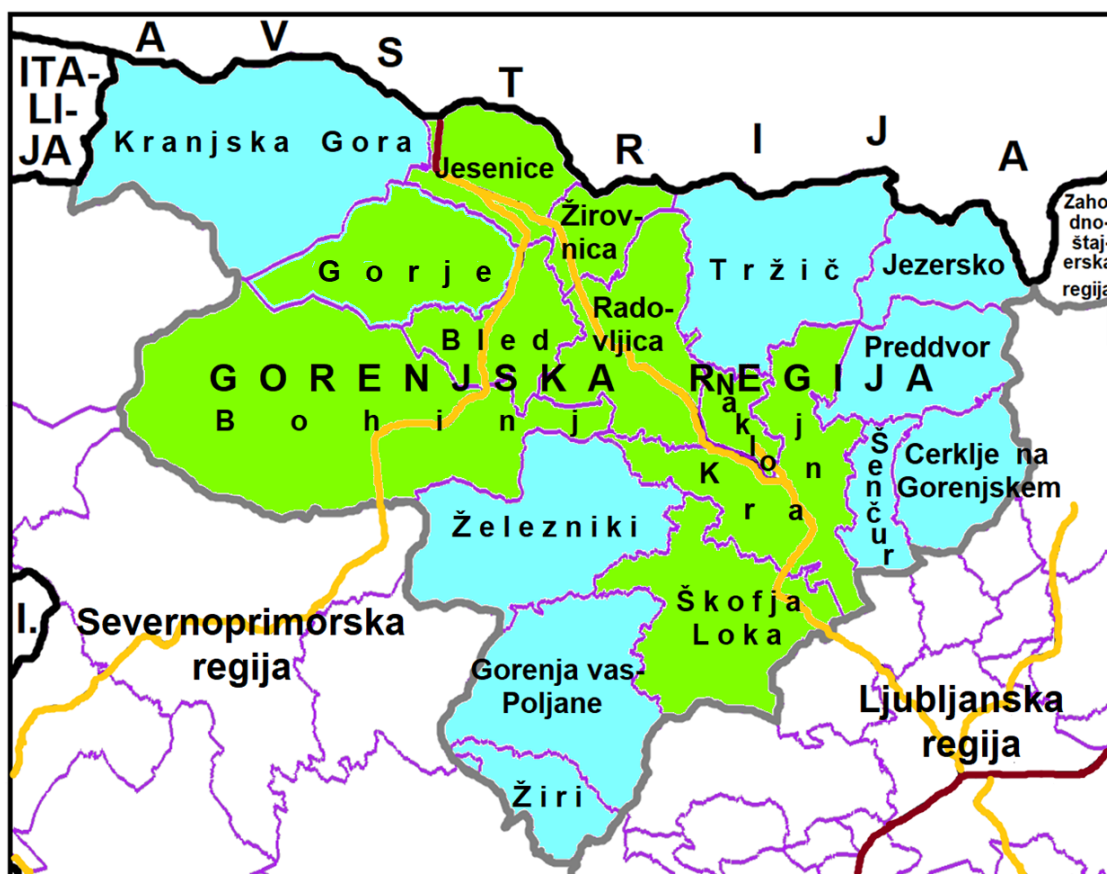 A V S T R I J A
ITA-
LI-
JA
Kranjska Gora
Jesenice
Žirov-
nica
Gorje
Tržič
Jezersko
Zaho
dno-
štaj-
erska
regija
Rado-
vljica
Bled
Preddvor
GORENJSKA REGIJA
Bohinj
Naklo
Kranj
Šenčur
Cerklje na
Gorenjskem
Železniki
Škofja
Loka
I.
Severnoprimorska
regija
Gorenja vas-
Poljane
Ljubljanska
regija
Žiri